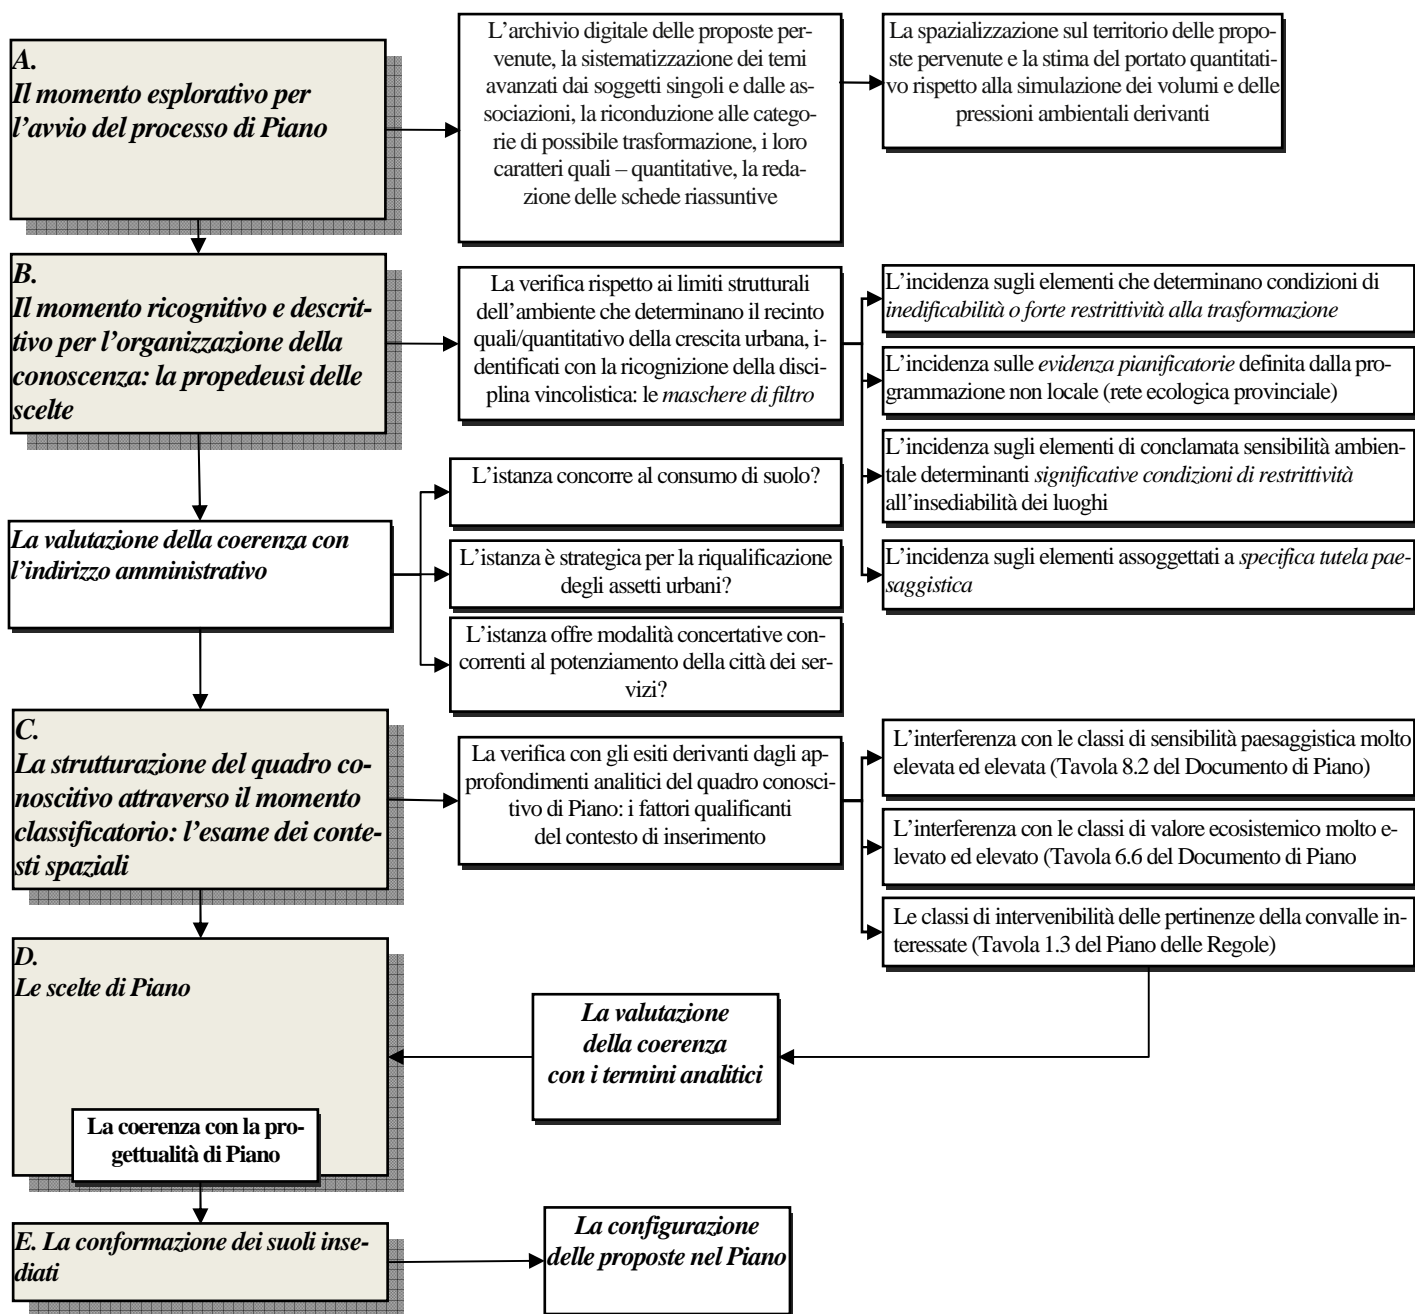 A.
Il momento esplorativo per
l'avvio del processo di Piano
L'archivio digitale delle proposte per-
venute, la sistematizzazione dei temi
avanzati dai soggetti singoli e dalle as-
sociazioni, la riconduzione alle catego-
rie di possibile trasformazione, i loro
caratteri quali – quantitative, la reda-
zione delle schede riassuntive
La spazializzazione sul territorio delle propo
ste pervenute e la stima del portato quantitati-
vo rispetto alla simulazione dei volumi e delle
pressioni ambientali derivanti
B.
Il momento ricognitivo e descrit-
tivo per l'organizzazione della
conoscenza: la propedeusi delle
scelte
La verifica rispetto ai limiti strutturali
dell'ambiente che determinano il recinto
quali/quantitativo della crescita urbana, i-
dentificati con la ricognizione della disci
plina vincolistica: le maschere di filtro
L'incidenza sugli elementi che determinano condizioni di
inedificabilità o forte restrittività alla trasformazione
L'incidenza sulle evidenza pianificatorie definita dalla pro-
grammazione non locale (rete ecologica provinciale)
L'incidenza sugli elementi di conclamata sensibilità ambien-
tale determinanti significative condizioni di restrittività
all'insediabilità dei luoghi
L'incidenza sugli elementi assoggettati a specifica tutela pae-
saggistica
La valutazione della coerenza con
l'indirizzo amministrativo
L'istanza concorre al consumo di suolo?
L'istanza è strategica per la riqualificazione
degli assetti urbani?
L'istanza offre modalità concertative con-
correnti al potenziamento della città dei ser-
vizi?
C.
La strutturazione del quadro co-
noscitivo attraverso il momento
classificatorio: l'esame dei conte-
sti spaziali
La verifica con gli esiti derivanti dagli ap-
profondimenti analitici del quadro conosci-
tivo di Piano: i fattori qualificanti
del contesto di inserimento
L'interferenza con le classi di sensibilità paesaggistica molto
elevata ed elevata (Tavola 8.2 del Documento di Piano)
L'interferenza con le classi di valore ecosistemico molto e-
levato ed elevato (Tavola 6.6 del Documento di Piano
Le classi di intervenibilità delle pertinenze della convalle in-
teressate (Tavola 1.3 del Piano delle Regole)
D.
Le scelte di Piano
La valutazione
della coerenza
con i termini analitici
La coerenza con la pro-
gettualità di Piano
E. La conformazione dei suoli inse-
diati
La configurazione
delle proposte nel Piano